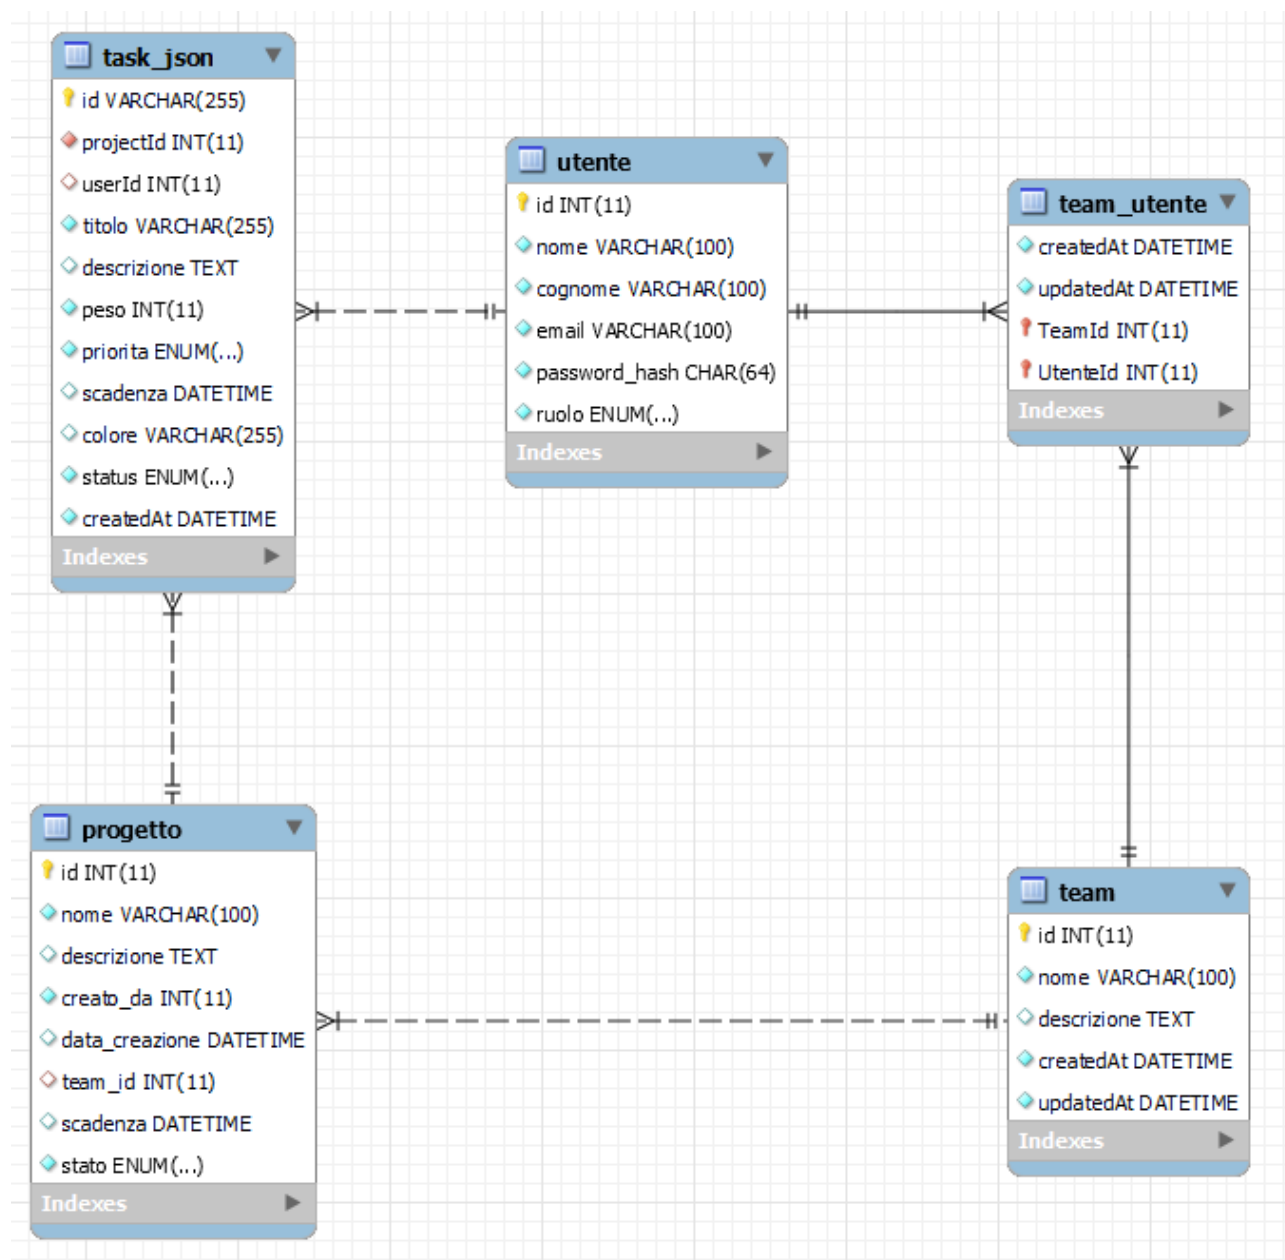 task_json
id VARCHAR(255)
projectId INT(11)
userId INT(11)
titolo VARCHAR(255)
descrizione TEXT
peso INT(11)
priorita ENUM(...)
scadenza DATETIME
colore VARCHAR(255)
status ENUM(...)
createdAt DATETIME
Indexes
utente
id INT(11)
nome VARCHAR(100)
cognome VARCHAR(100)
email VARCHAR(100)
password_hash CHAR(64)
ruolo ENUM(...)
Indexes
team_utente
createdAt DATETIME
updatedAt DATETIME
TeamId INT(11)
UtenteId INT(11)
Indexes
progetto
id INT(11)
nome VARCHAR(100)
descrizione TEXT
creato_da INT(11)
data_creazione DATETIME
team_id INT(11)
scadenza DATETIME
stato ENUM(...)
Indexes
team
id INT(11)
nome VARCHAR(100)
descrizione TEXT
createdAt DATETIME
updatedAt DATETIME
Indexes